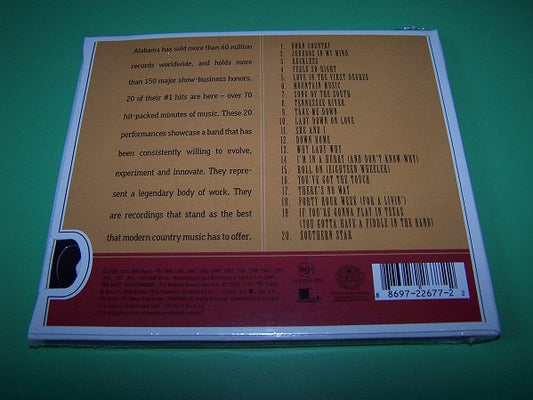 Alabama has sold more than 60 million
records worldwide, and holds more
than 150 major show-business honors.
20 of their #1 hits are here – over 70
hit-packed minutes of music. These 20
performances showcase a band that has
been consistently willing to evolve,
experiment and innovate. They repre-
sent a legendary body of work. They
are recordings that stand as the best
that modern country music has to offer.
1. BORN COUNTRY
2. JUKEBOX IN MY MIND
3. RECKLESS
4. FEELS SO RIGHT
5. LOVE IN THE FIRST DEGREE
6. MOUNTAIN MUSIC
7. SONG OF THE SOUTH
8. TENNESSEE RIVER
9. TAKE ME DOWN
10. LADY DOWN ON LOVE
11. SHE AND I
12. DOWN HOME
13. WHY LADY WHY
14. I'M IN A HURRY (AND DON'T KNOW WHY)
15. ROLL ON (EIGHTEEN WHEELER)
16. YOU'VE GOT THE TOUCH
17. THERE'S NO WAY
18. FORTY HOUR WEEK (FOR A LIVIN')
19. IF YOU'RE GONNA PLAY IN TEXAS
(YOU GOTTA HAVE A FIDDLE IN THE BAND)
20. SOUTHERN STAR
8 8697-22677-2 2